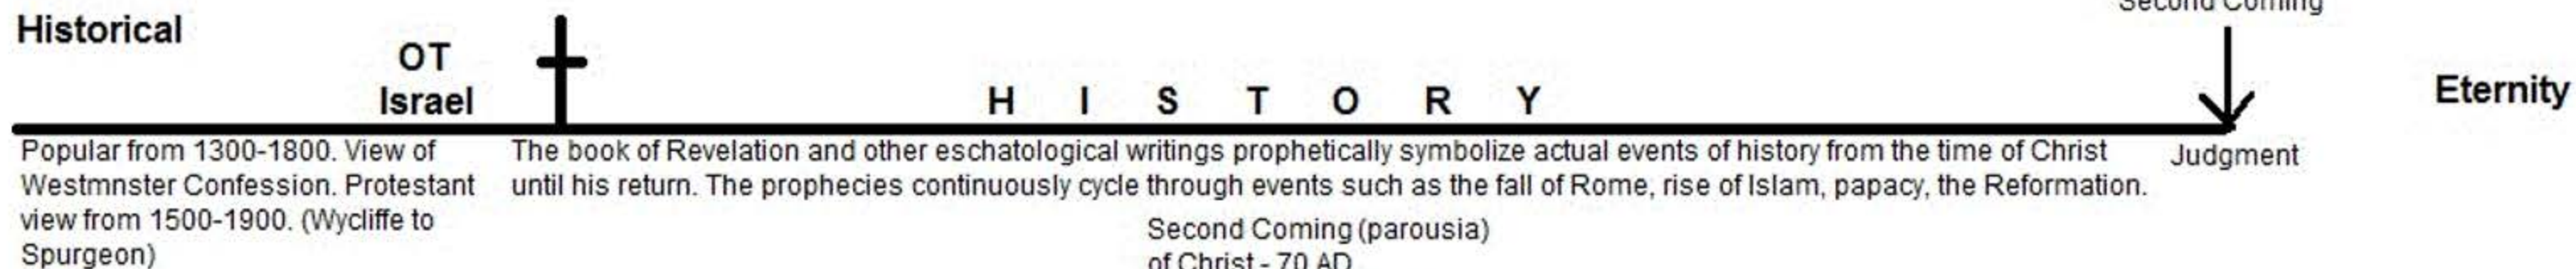 Second Coming
Historical
OT
Israel
H I S T O R Y
Eternity
Popular from 1300-1800. View of
Westmnster Confession. Protestant
view from 1500-1900. (Wycliffe to
Spurgeon)
The book of Revelation and other eschatological writings prophetically symbolize actual events of history from the time of Christ
until his return. The prophecies continuously cycle through events such as the fall of Rome, rise of Islam, papacy, the Reformation.
Judgment
Second Coming (parousia)
of Christ - 70 AD